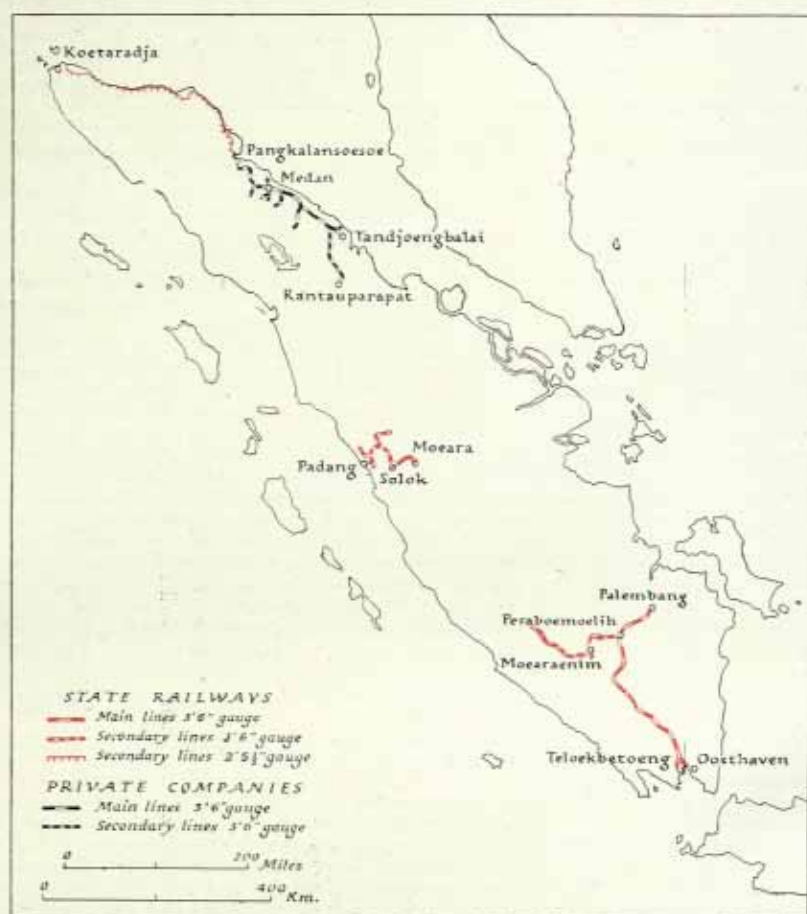 Koetaradja
Pangkalansoesoe
Medan
Tandjoengbalai
Rantauparapat
Moeara
Padang
Solok
Palembang
Peraboemoelih
Moearaenim
STATE RAILWAYS
Main lines 3'6" gauge
Secondary lines 3'6" gauge
Secondary lines 2'5½" gauge
Teloekbetoeng
Oosthaven
PRIVATE COMPANIES
Main lines 3'6" gauge
Secondary lines 3'6" gauge
0 200 Miles
0 400 Km.